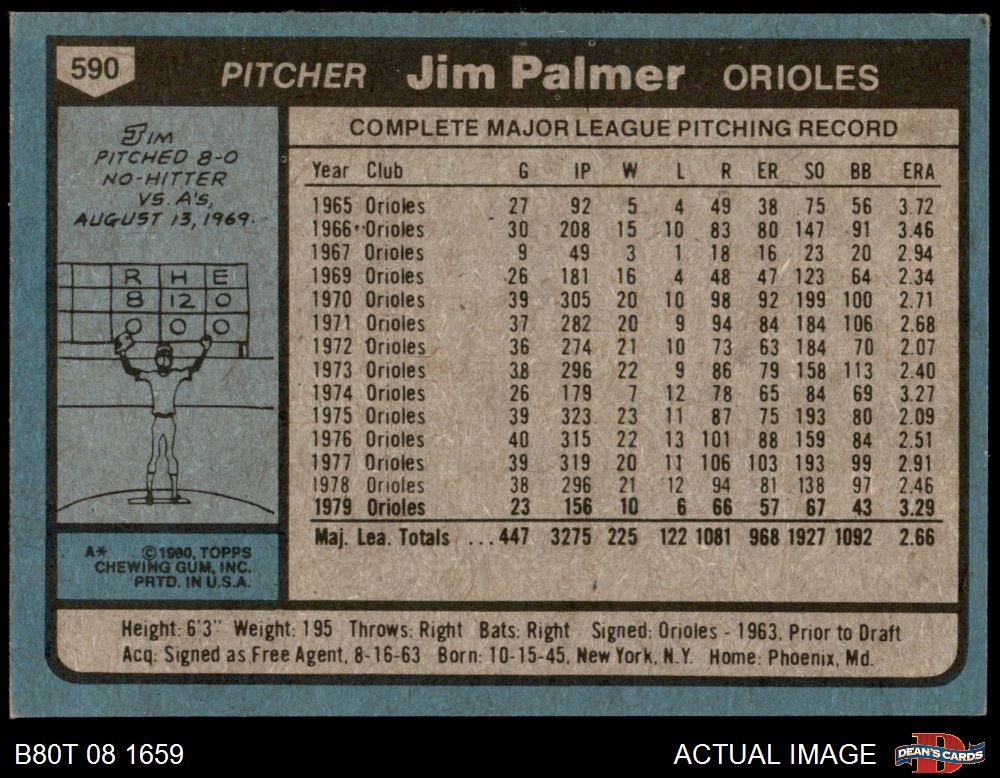 590 PITCHER Jim Palmer ORIOLES
JIM
PITCHED 8-0
NO-HITTER
VS. A's,
AUGUST 13, 1969.
R H E
8 12 0
0 0 0
A* ©1980, TOPPS
CHEWING GUM, INC.
PRTD. IN U.S.A.
COMPLETE MAJOR LEAGUE PITCHING RECORD
Year Club G IP W L R ER SO BB ERA
1965 Orioles 27 92 5 4 49 38 75 56 3.72
1966 Orioles 30 208 15 10 83 80 147 91 3.46
1967 Orioles 9 49 3 1 18 16 23 20 2.94
1969 Orioles 26 181 16 4 48 47 123 64 2.34
1970 Orioles 39 305 20 10 98 92 199 100 2.71
1971 Orioles 37 282 20 9 94 84 184 106 2.68
1972 Orioles 36 274 21 10 73 63 184 70 2.07
1973 Orioles 38 296 22 9 86 79 158 113 2.40
1974 Orioles 26 179 7 12 78 65 84 69 3.27
1975 Orioles 39 323 23 11 87 75 193 80 2.09
1976 Orioles 40 315 22 13 101 88 159 84 2.51
1977 Orioles 39 319 20 11 106 103 193 99 2.91
1978 Orioles 38 296 21 12 94 81 138 97 2.46
1979 Orioles 23 156 10 6 66 57 67 43 3.29
Maj. Lea. Totals ...447 3275 225 122 1081 968 1927 1092 2.66
Height: 6'3" Weight: 195 Throws: Right Bats: Right Signed: Orioles - 1963, Prior to Draft
Acq: Signed as Free Agent, 8-16-63 Born: 10-15-45, New York, N.Y. Home: Phoenix, Md.
B80T 08 1659 ACTUAL IMAGE DEAN'S CARDS